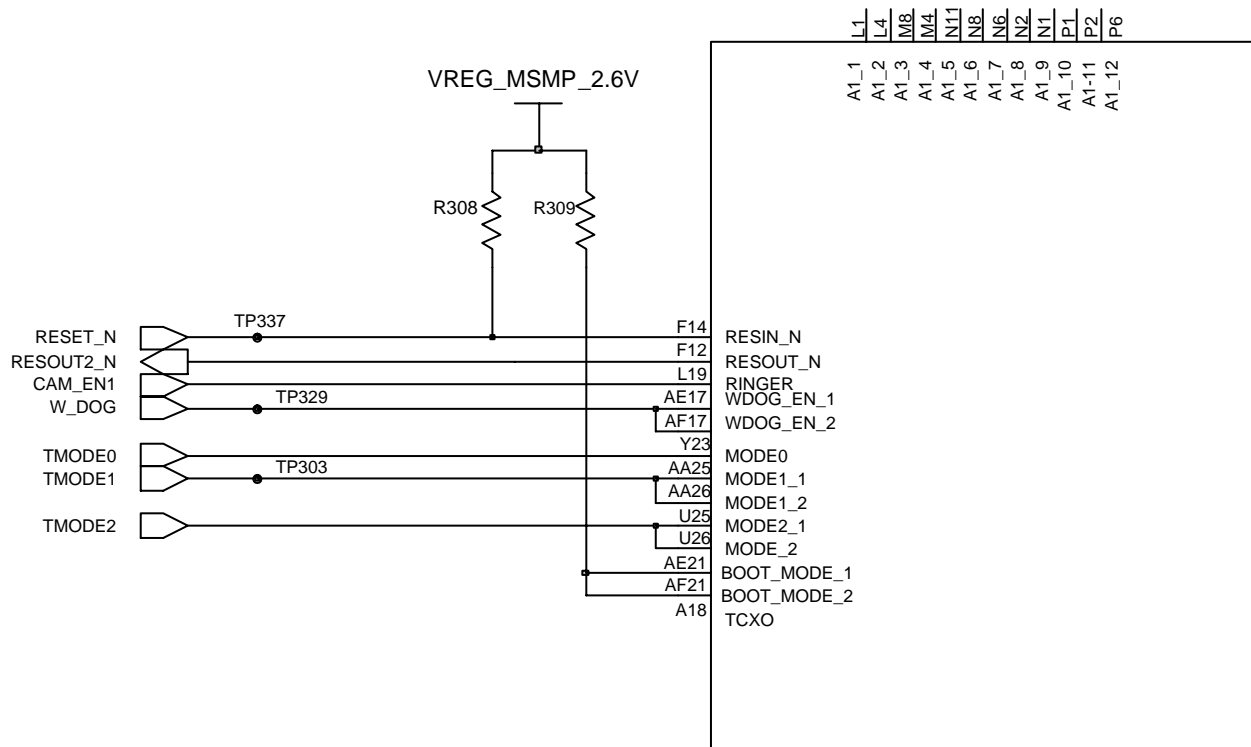 L1 L4 M8 M4 N11 N8 N6 N2 N1 P1 P2 P6
A1_1 A1_2 A1_3 A1_4 A1_5 A1_6 A1_7 A1_8 A1_9 A1_10 A1-11 A1_12
VREG_MSMP_2.6V
R308 R309
RESET_N TP337 F14 RESIN_N
RESOUT2_N F12 RESOUT_N
CAM_EN1 L19 RINGER
W_DOG TP329 AE17 WDOG_EN_1
AF17 WDOG_EN_2
TMODE0 Y23 MODE0
TMODE1 TP303 AA25 MODE1_1
AA26 MODE1_2
TMODE2 U25 MODE2_1
U26 MODE_2
AE21 BOOT_MODE_1
AF21 BOOT_MODE_2
A18 TCXO